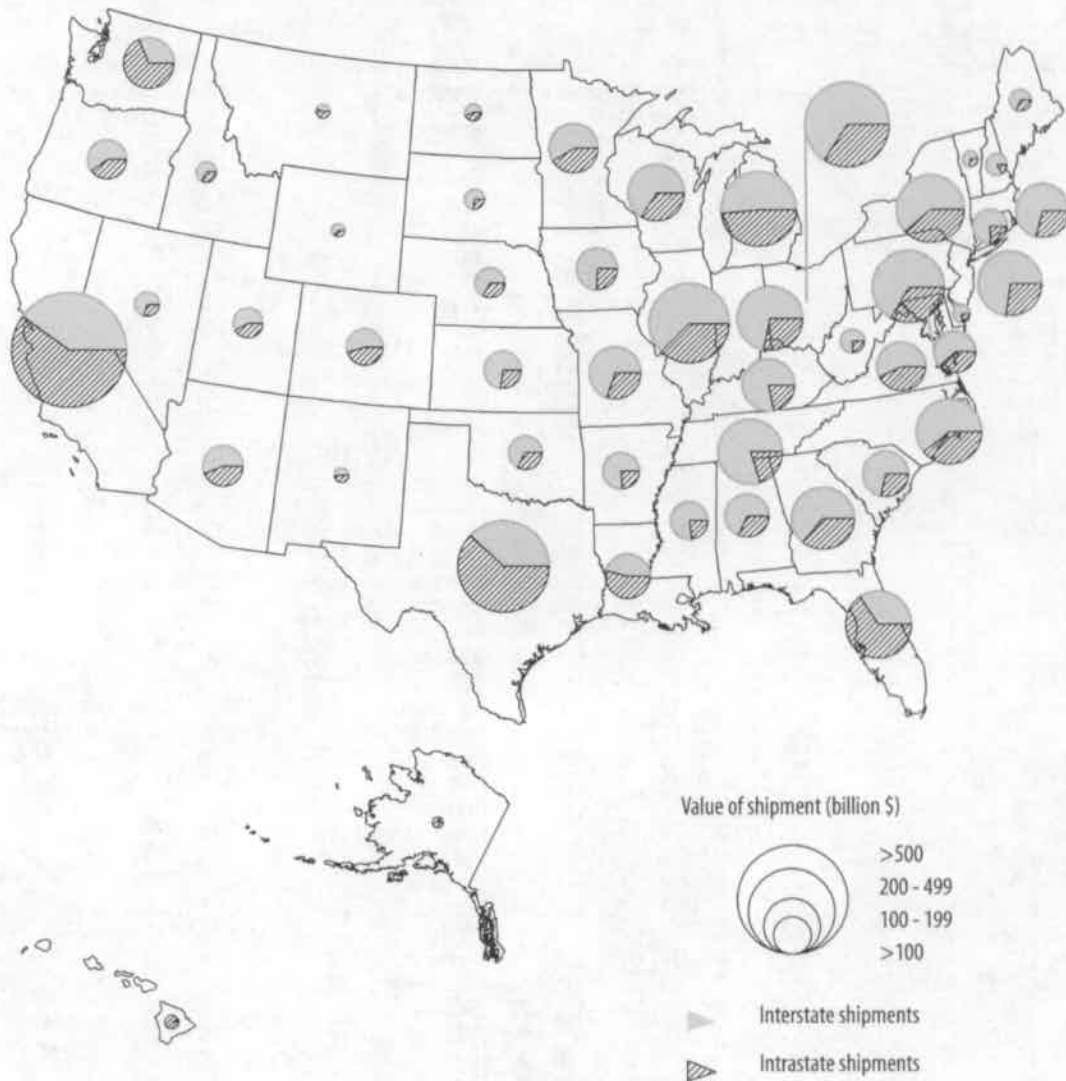 Value of shipment (billion $)
>500
200 - 499
100 - 199
>100
Interstate shipments
Intrastate shipments